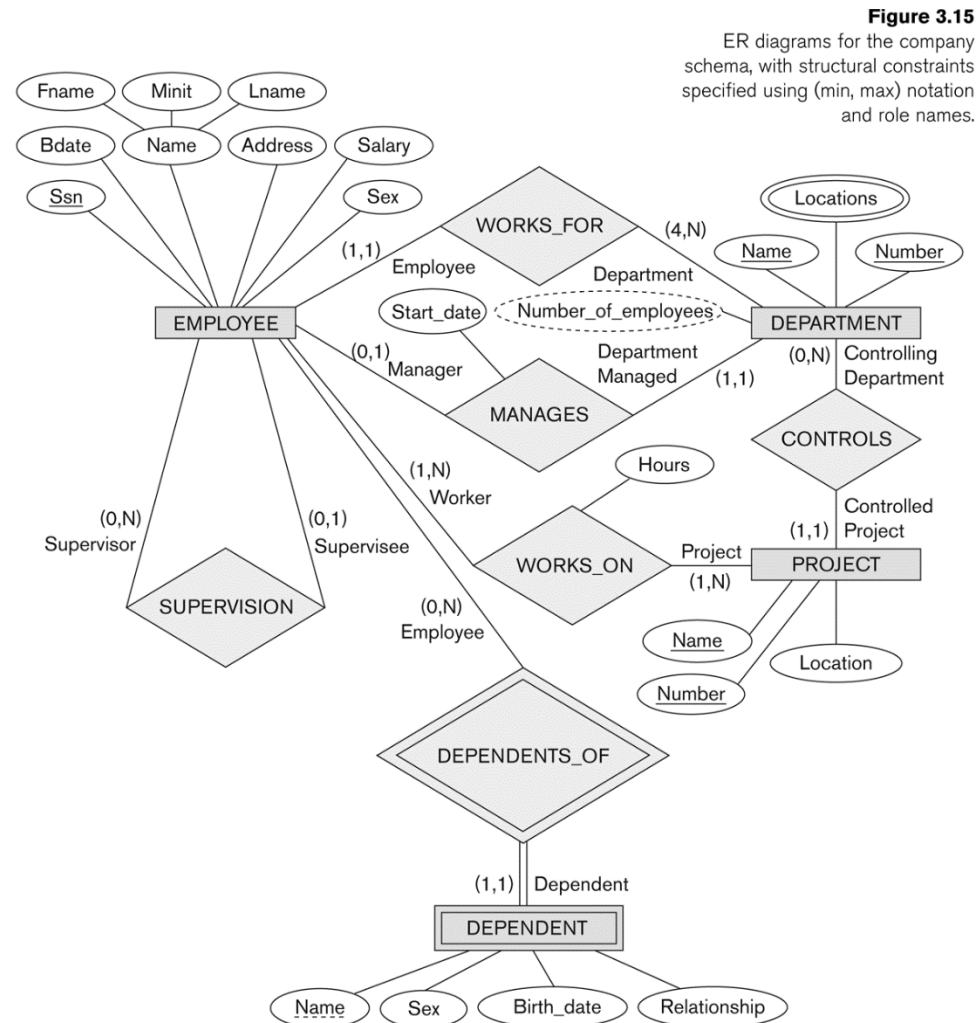 Figure 3.15
ER diagrams for the company
schema, with structural constraints
specified using (min, max) notation
and role names.
Fname
Minit
Lname
Bdate
Name
Address
Salary
Ssn
Sex
WORKS_FOR
Locations
Name
Number
(1,1)
Employee
(4,N)
Department
Start_date
Number_of_employees
EMPLOYEE
DEPARTMENT
(0,1)
Manager
Department
Managed
(1,1)
MANAGES
(0,N)
Controlling
Department
CONTROLS
(1,N)
Worker
Hours
(0,N)
Supervisor
(0,1)
Supervisee
SUPERVISION
WORKS_ON
Project
(1,N)
Controlled
Project
(1,1)
PROJECT
(0,N)
Employee
Name
Number
Location
DEPENDENTS_OF
(1,1)
Dependent
DEPENDENT
Name
Sex
Birth_date
Relationship